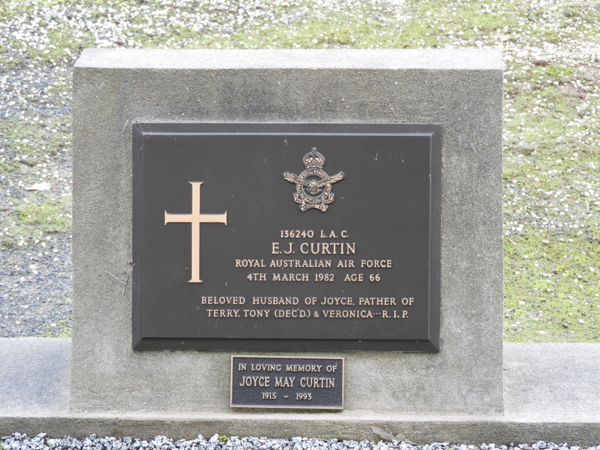 136240 L.A.C.
E.J. CURTIN
ROYAL AUSTRALIAN AIR FORCE
4TH MARCH 1982 AGE 66
BELOVED HUSBAND OF JOYCE, FATHER OF
TERRY, TONY (DEC'D.) & VERONICA···R.I.P.
IN LOVING MEMORY OF
JOYCE MAY CURTIN
1915 - 1993